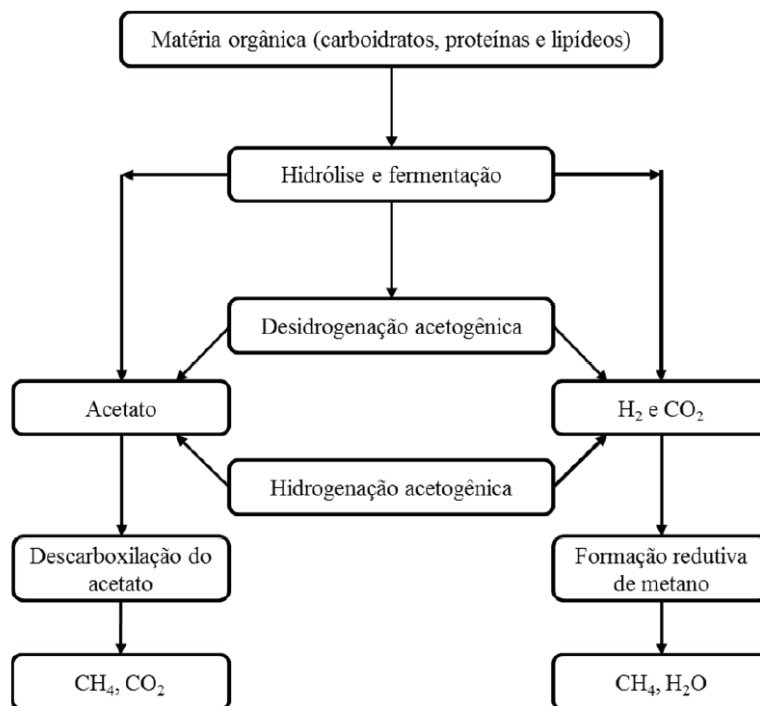 Matéria orgânica (carboidratos, proteínas e lipídeos)
Hidrólise e fermentação
Desidrogenação acetogênica
Acetato
H₂ e CO₂
Hidrogenação acetogênica
Descarboxilação do
acetato
Formação redutiva
de metano
CH₄, CO₂
CH₄, H₂O